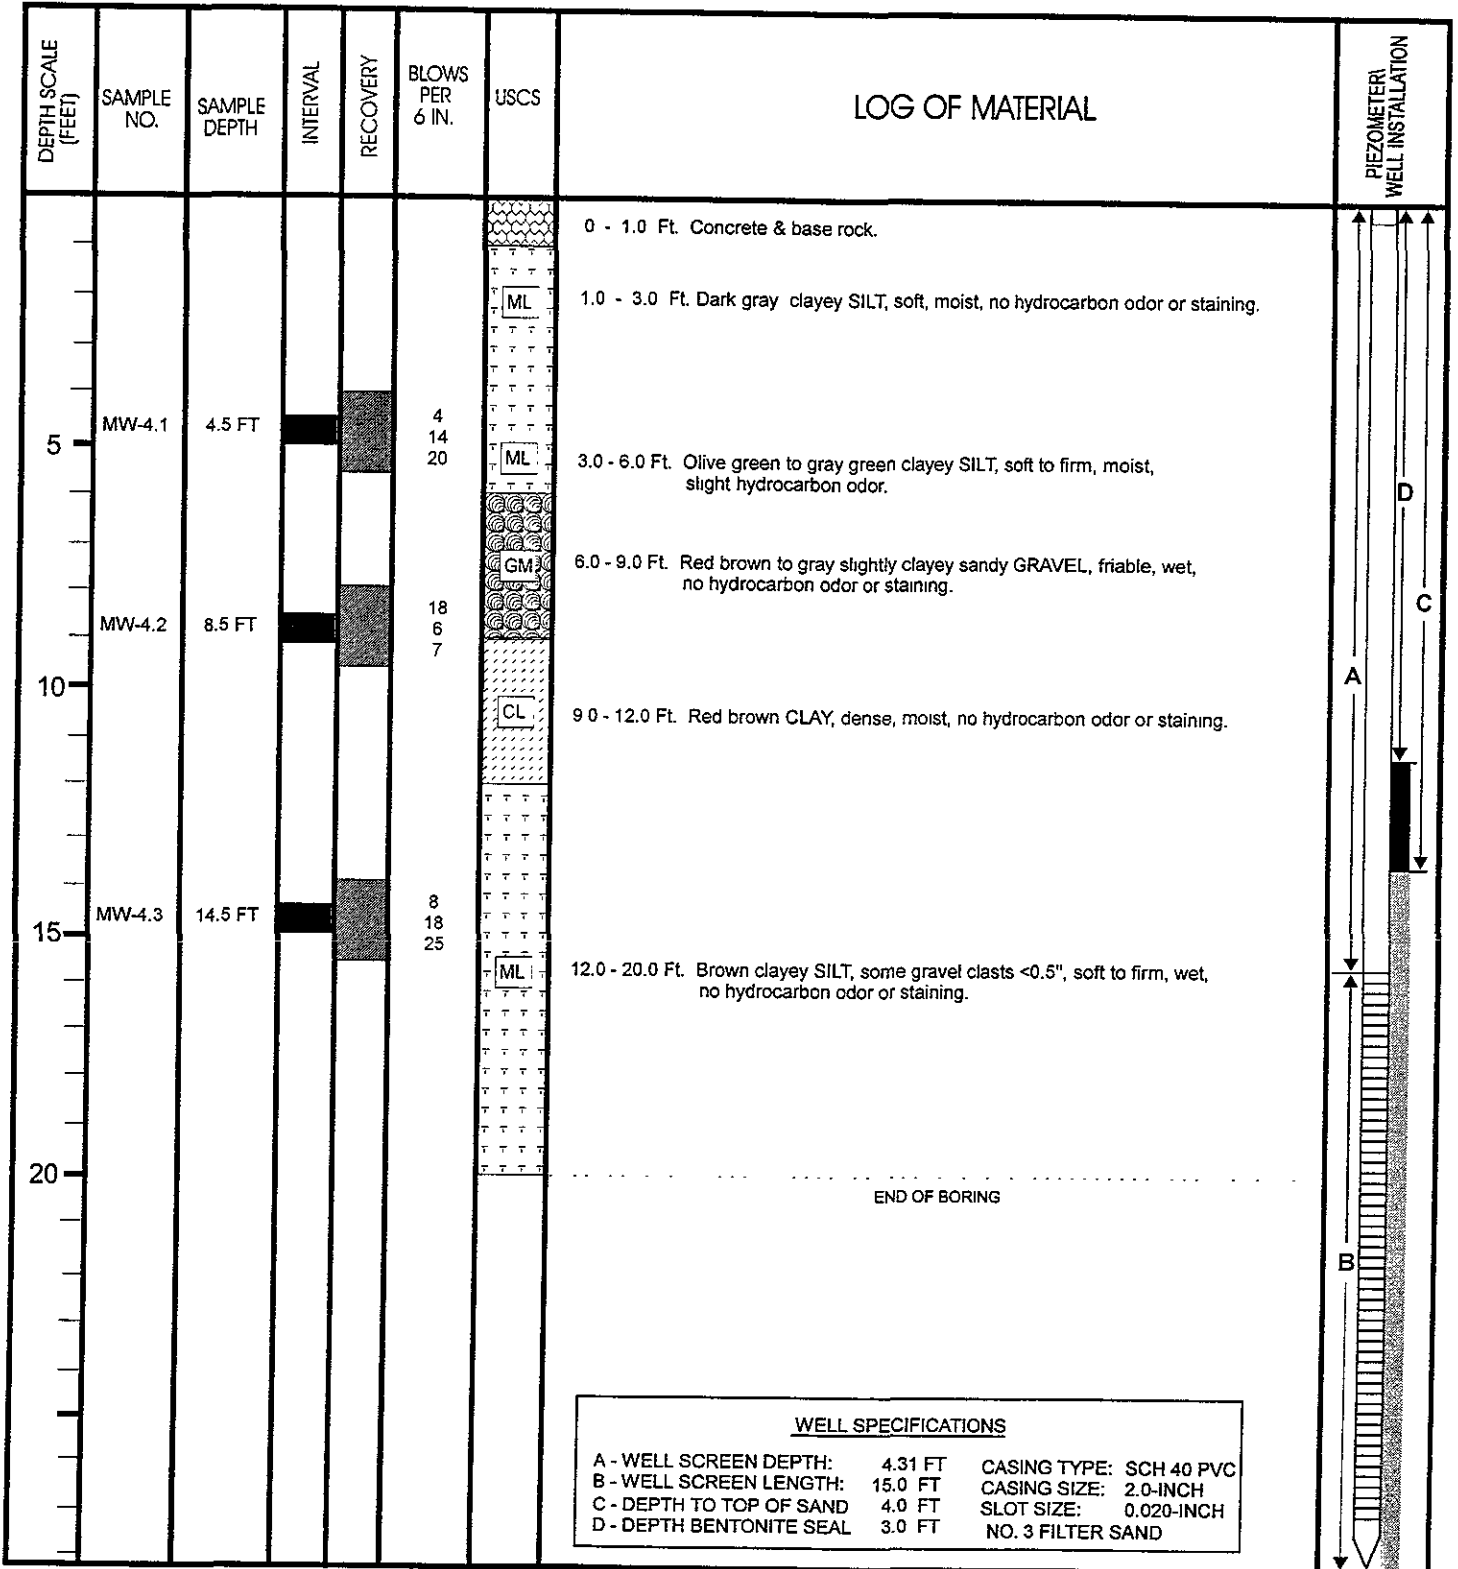 DEPTH SCALE
(FEET)
SAMPLE
NO.
SAMPLE
DEPTH
INTERVAL
RECOVERY
BLOWS
PER
6 IN.
USCS
LOG OF MATERIAL
PIEZOMETER\
WELL INSTALLATION
0 - 1.0 Ft. Concrete & base rock.
ML
1.0 - 3.0 Ft. Dark gray clayey SILT, soft, moist, no hydrocarbon odor or staining.
MW-4.1
4.5 FT
4
14
20
5
ML
3.0 - 6.0 Ft. Olive green to gray green clayey SILT, soft to firm, moist,
slight hydrocarbon odor.
D
GM
6.0 - 9.0 Ft. Red brown to gray slightly clayey sandy GRAVEL, friable, wet,
no hydrocarbon odor or staining.
C
MW-4.2
8.5 FT
18
6
7
A
10
CL
9 0 - 12.0 Ft. Red brown CLAY, dense, moist, no hydrocarbon odor or staining.
MW-4.3
14.5 FT
8
18
25
15
ML
12.0 - 20.0 Ft. Brown clayey SILT, some gravel clasts <0.5", soft to firm, wet,
no hydrocarbon odor or staining.
20
END OF BORING
B
WELL SPECIFICATIONS
A - WELL SCREEN DEPTH: 4.31 FT CASING TYPE: SCH 40 PVC
B - WELL SCREEN LENGTH: 15.0 FT CASING SIZE: 2.0-INCH
C - DEPTH TO TOP OF SAND 4.0 FT SLOT SIZE: 0.020-INCH
D - DEPTH BENTONITE SEAL 3.0 FT NO. 3 FILTER SAND